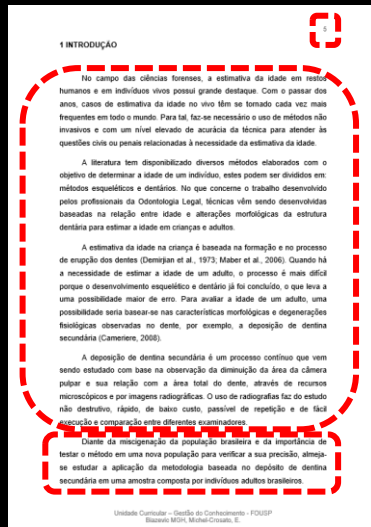 5
1 INTRODUÇÃO
No campo das ciências forenses, a estimativa da idade em restos
humanos e em indivíduos vivos possui grande destaque. Com o passar dos
anos, casos de estimativa da idade no vivo têm se tornado cada vez mais
frequentes em todo o mundo. Para tal, faz-se necessário o uso de métodos não
invasivos e com um nível elevado de acurácia da técnica para atender às
questões civis ou penais relacionadas à necessidade da estimativa da idade.
A literatura tem disponibilizado diversos métodos elaborados com o
objetivo de determinar a idade de um indivíduo, estes podem ser divididos em:
métodos esqueléticos e dentários. No que concerne o trabalho desenvolvido
pelos profissionais da Odontologia Legal, técnicas vêm sendo desenvolvidas
baseadas na relação entre idade e alterações morfológicas da estrutura
dentária para estimar a idade em crianças e adultos.
A estimativa da idade na criança é baseada na formação e no processo
de erupção dos dentes (Demirjian et al., 1973; Maber et al., 2006). Quando há
a necessidade de estimar a idade de um adulto, o processo é mais difícil
porque o desenvolvimento esquelético e dentário já foi concluído, o que leva a
uma possibilidade maior de erro. Para avaliar a idade de um adulto, uma
possibilidade seria basear-se nas características morfológicas e degenerações
fisiológicas observadas no dente, por exemplo, a deposição de dentina
secundária (Cameriere, 2008).
A deposição de dentina secundária é um processo contínuo que vem
sendo estudado com base na observação da diminuição da área da câmera
pulpar e sua relação com a área total do dente, através de recursos
microscópicos e por imagens radiográficas. O uso de radiografias faz do estudo
não destrutivo, rápido, de baixo custo, passível de repetição e de fácil
execução e comparação entre diferentes examinadores.
Diante da miscigenação da população brasileira e da importância de
testar o método em uma nova população para verificar a sua precisão, almeja-
se estudar a aplicação da metodologia baseada no depósito de dentina
secundária em uma amostra composta por indivíduos adultos brasileiros.
Unidade Curricular – Gestão do Conhecimento - FOUSP
Biazevic MGH, Michel-Crosato, E.